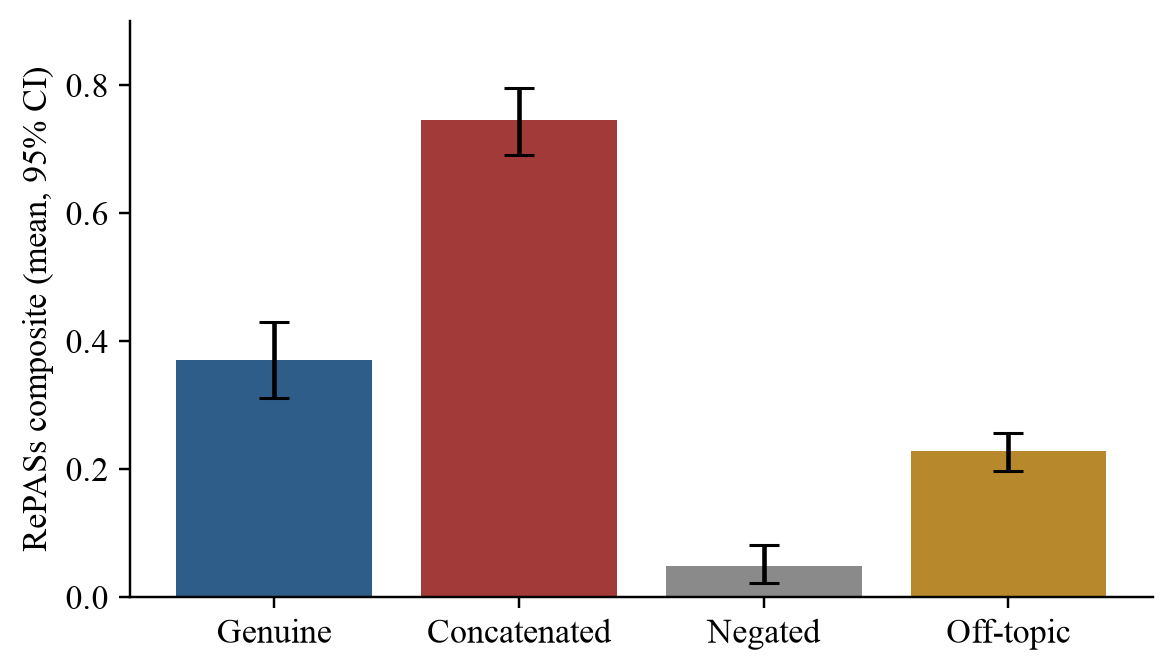 RePASs composite (mean, 95% CI)
0.8
0.6
0.4
0.2
0.0
Genuine
Concatenated
Negated
Off-topic